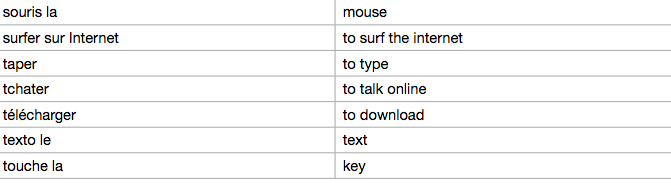 souris la mouse
surfer sur Internet to surf the internet
taper to type
tchater to talk online
télécharger to download
texto le text
touche la key